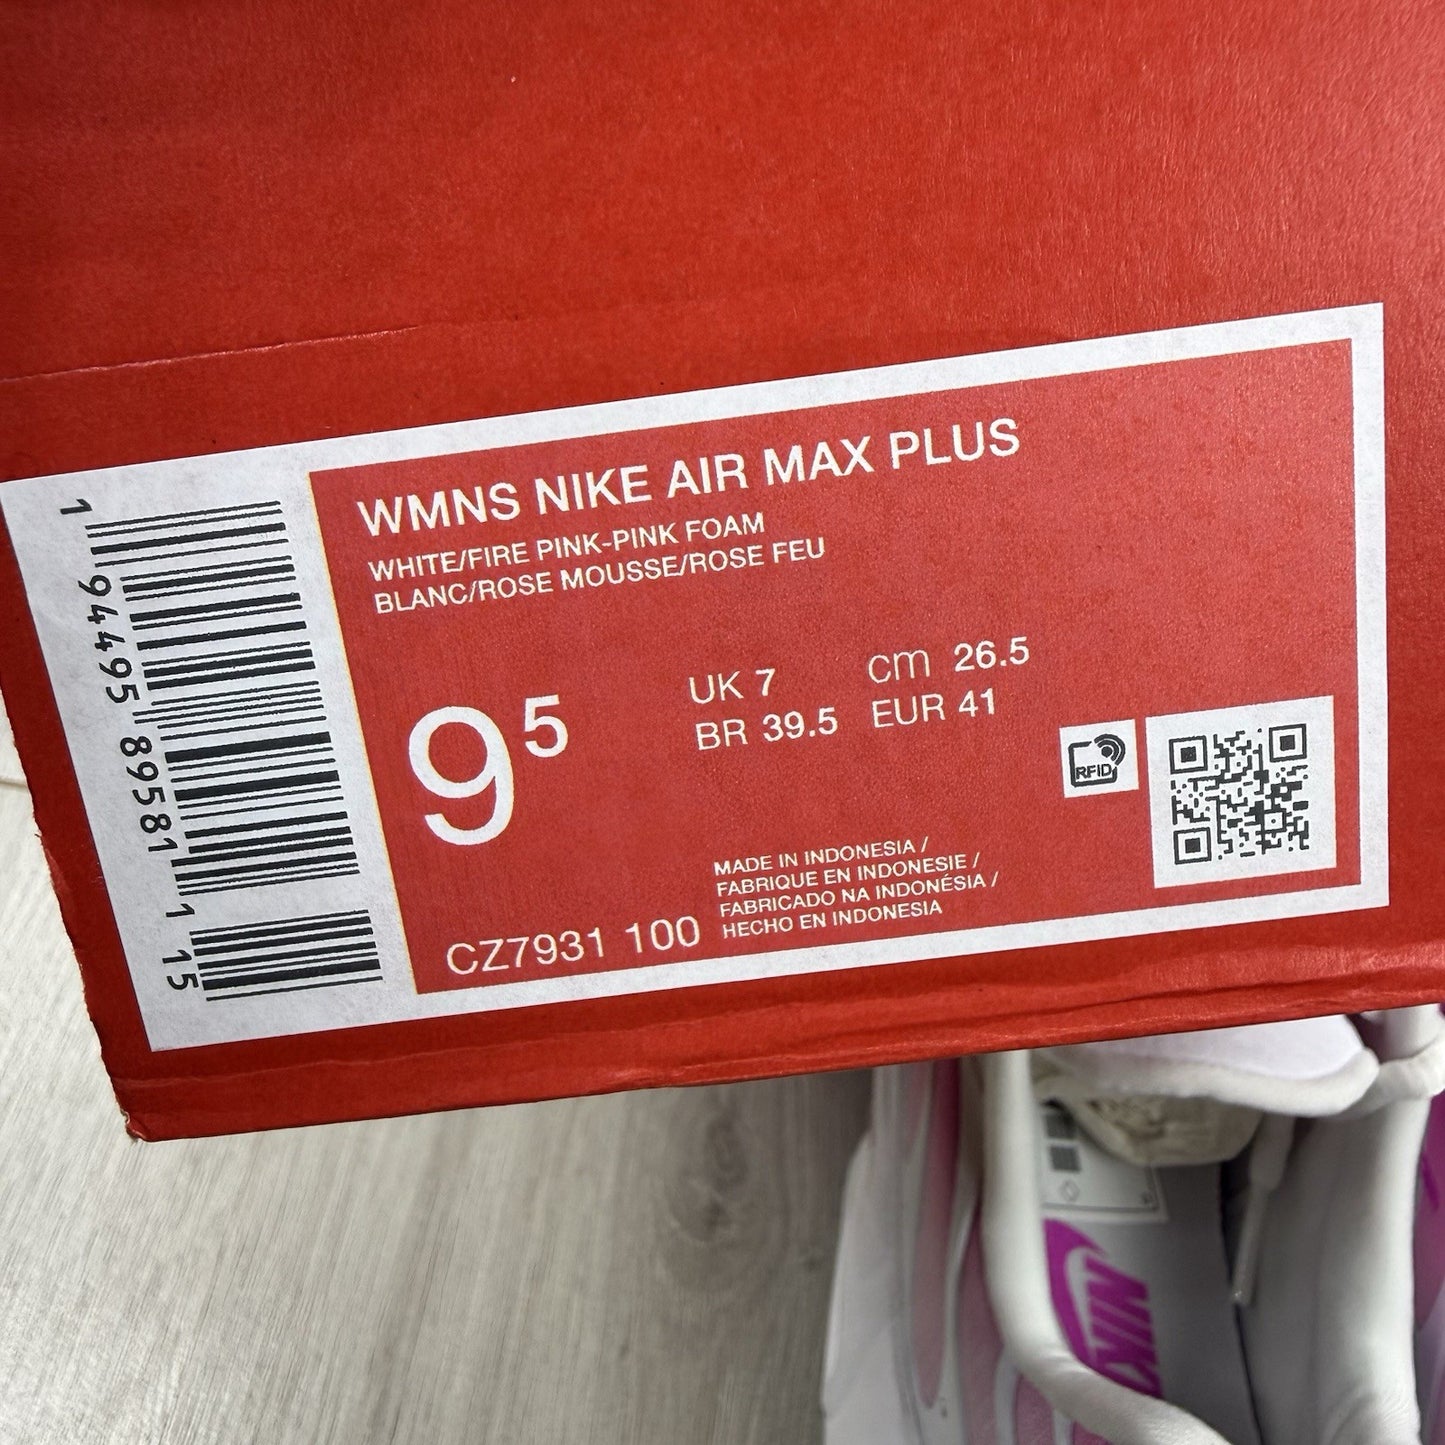 WMNS NIKE AIR MAX PLUS
WHITE/FIRE PINK-PINK FOAM
BLANC/ROSE MOUSSE/ROSE FEU
9⁵
UK 7
cm 26.5
BR 39.5
EUR 41
RFID
MADE IN INDONESIA /
FABRIQUE EN INDONESIE /
FABRICADO NA INDONÉSIA /
HECHO EN INDONESIA
CZ7931 100
1 94495 89581 1 15
NIKE